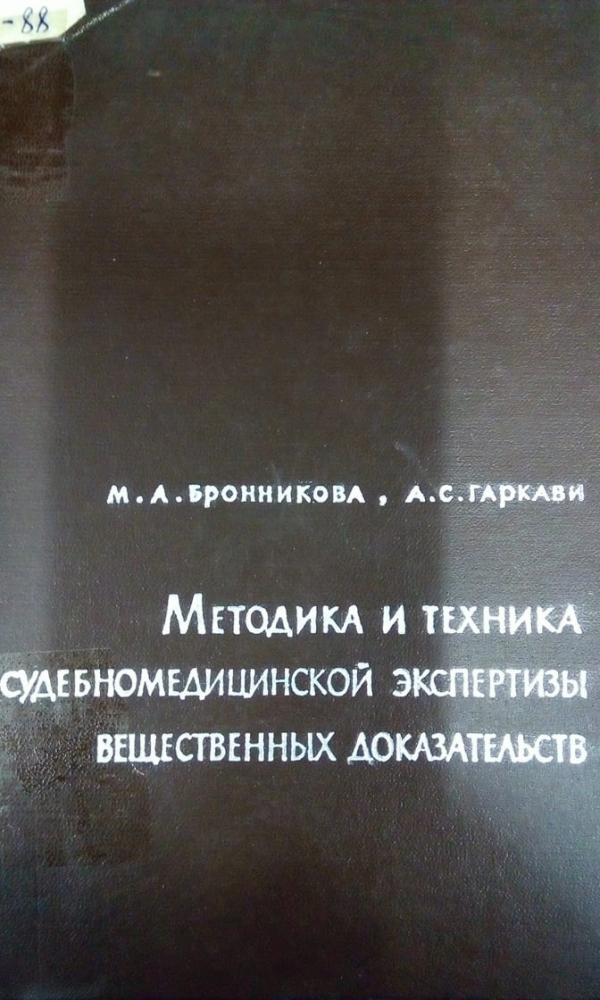 -88
М.А.БРОННИКОВА, А.С.ГАРКАВИ
МЕТОДИКА И ТЕХНИКА
СУДЕБНОМЕДИЦИНСКОЙ ЭКСПЕРТИЗЫ
ВЕЩЕСТВЕННЫХ ДОКАЗАТЕЛЬСТВ